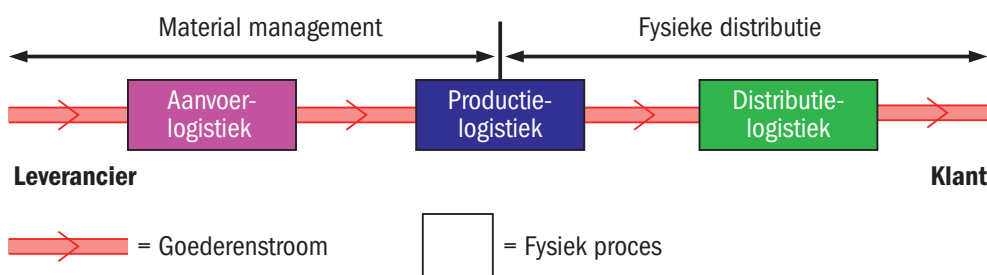 Material management
Fysieke distributie
Aanvoer-
logistiek
Productie-
logistiek
Distributie-
logistiek
Leverancier
Klant
= Goederenstroom
= Fysiek proces